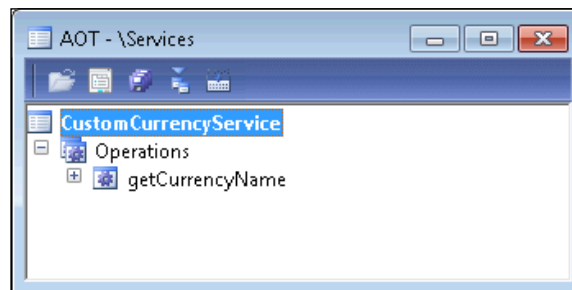 AOT - \Services
CustomCurrencyService
Operations
getCurrencyName